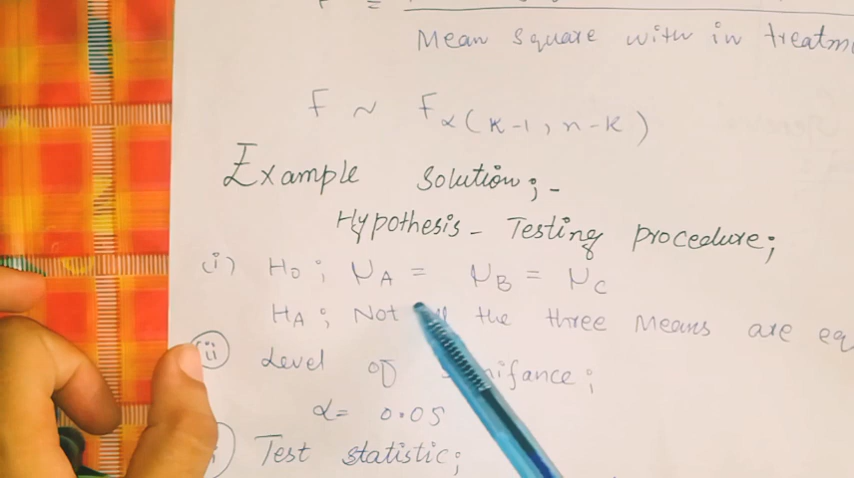 F =
Mean square with in treatm
F ~ Fα(K-1, n-K)
Example solution;-
Hypothesis - Testing procedure;
(i) H0; μA = μB = μC
HA; Not the three Means are eq
(ii) Level of
α= 0.05
Test statistic;